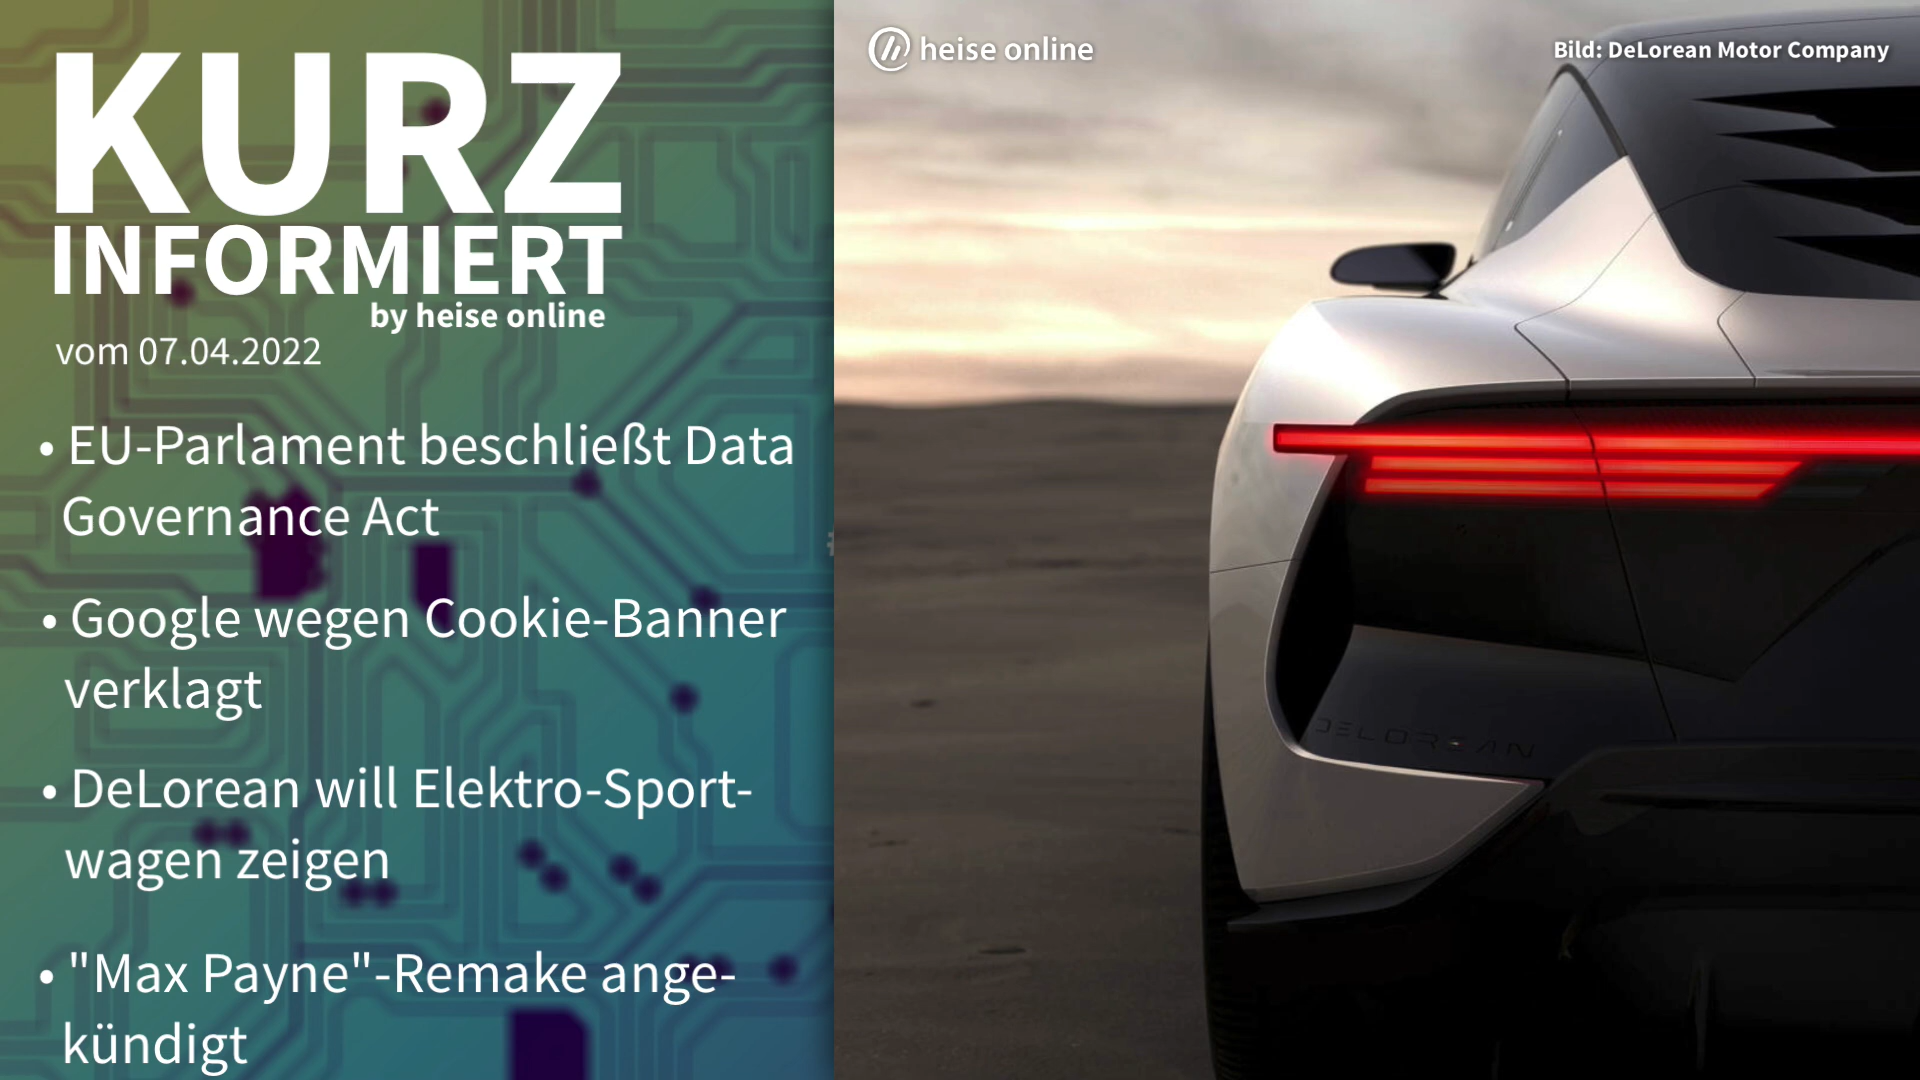 KURZ
INFORMIERT
by heise online
vom 07.04.2022
• EU-Parlament beschließt Data
Governance Act
• Google wegen Cookie-Banner
verklagt
• DeLorean will Elektro-Sport-
wagen zeigen
• "Max Payne"-Remake ange-
kündigt
heise online
Bild: DeLorean Motor Company
DELOREAN